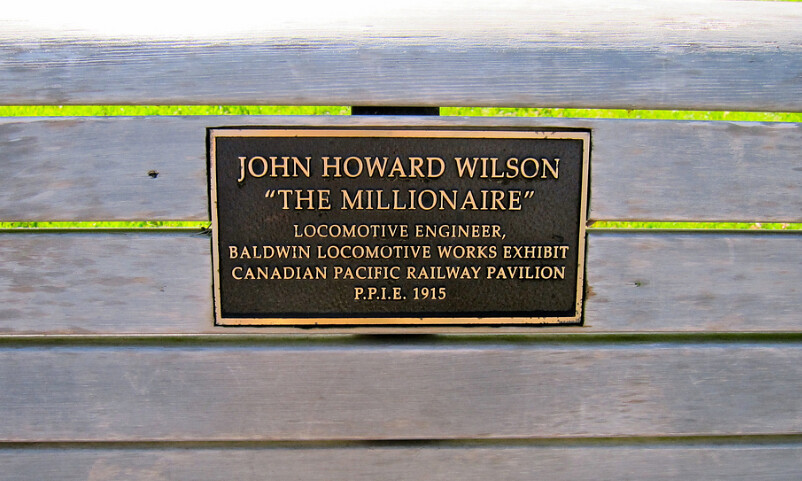 JOHN HOWARD WILSON
"THE MILLIONAIRE"
LOCOMOTIVE ENGINEER,
BALDWIN LOCOMOTIVE WORKS EXHIBIT
CANADIAN PACIFIC RAILWAY PAVILION
P.P.I.E. 1915